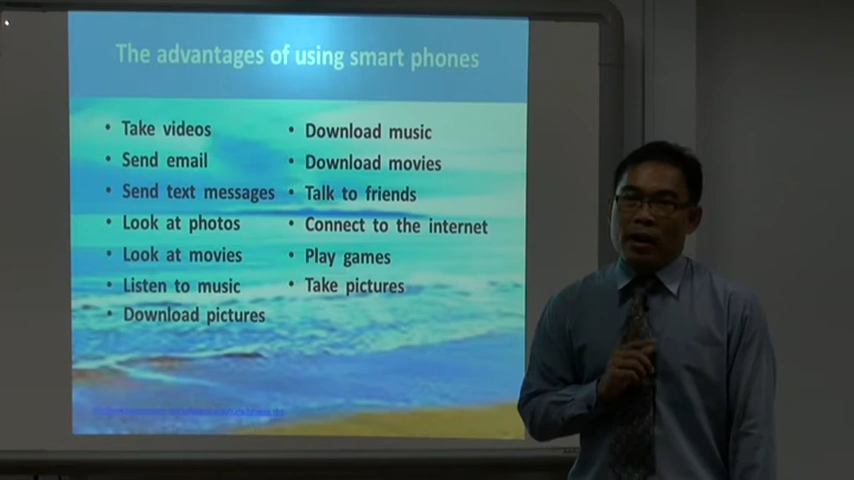 The advantages of using smart phones
• Take videos
• Send email
• Send text messages
• Look at photos
• Look at movies
• Listen to music
• Download pictures
• Download music
• Download movies
• Talk to friends
• Connect to the internet
• Play games
• Take pictures